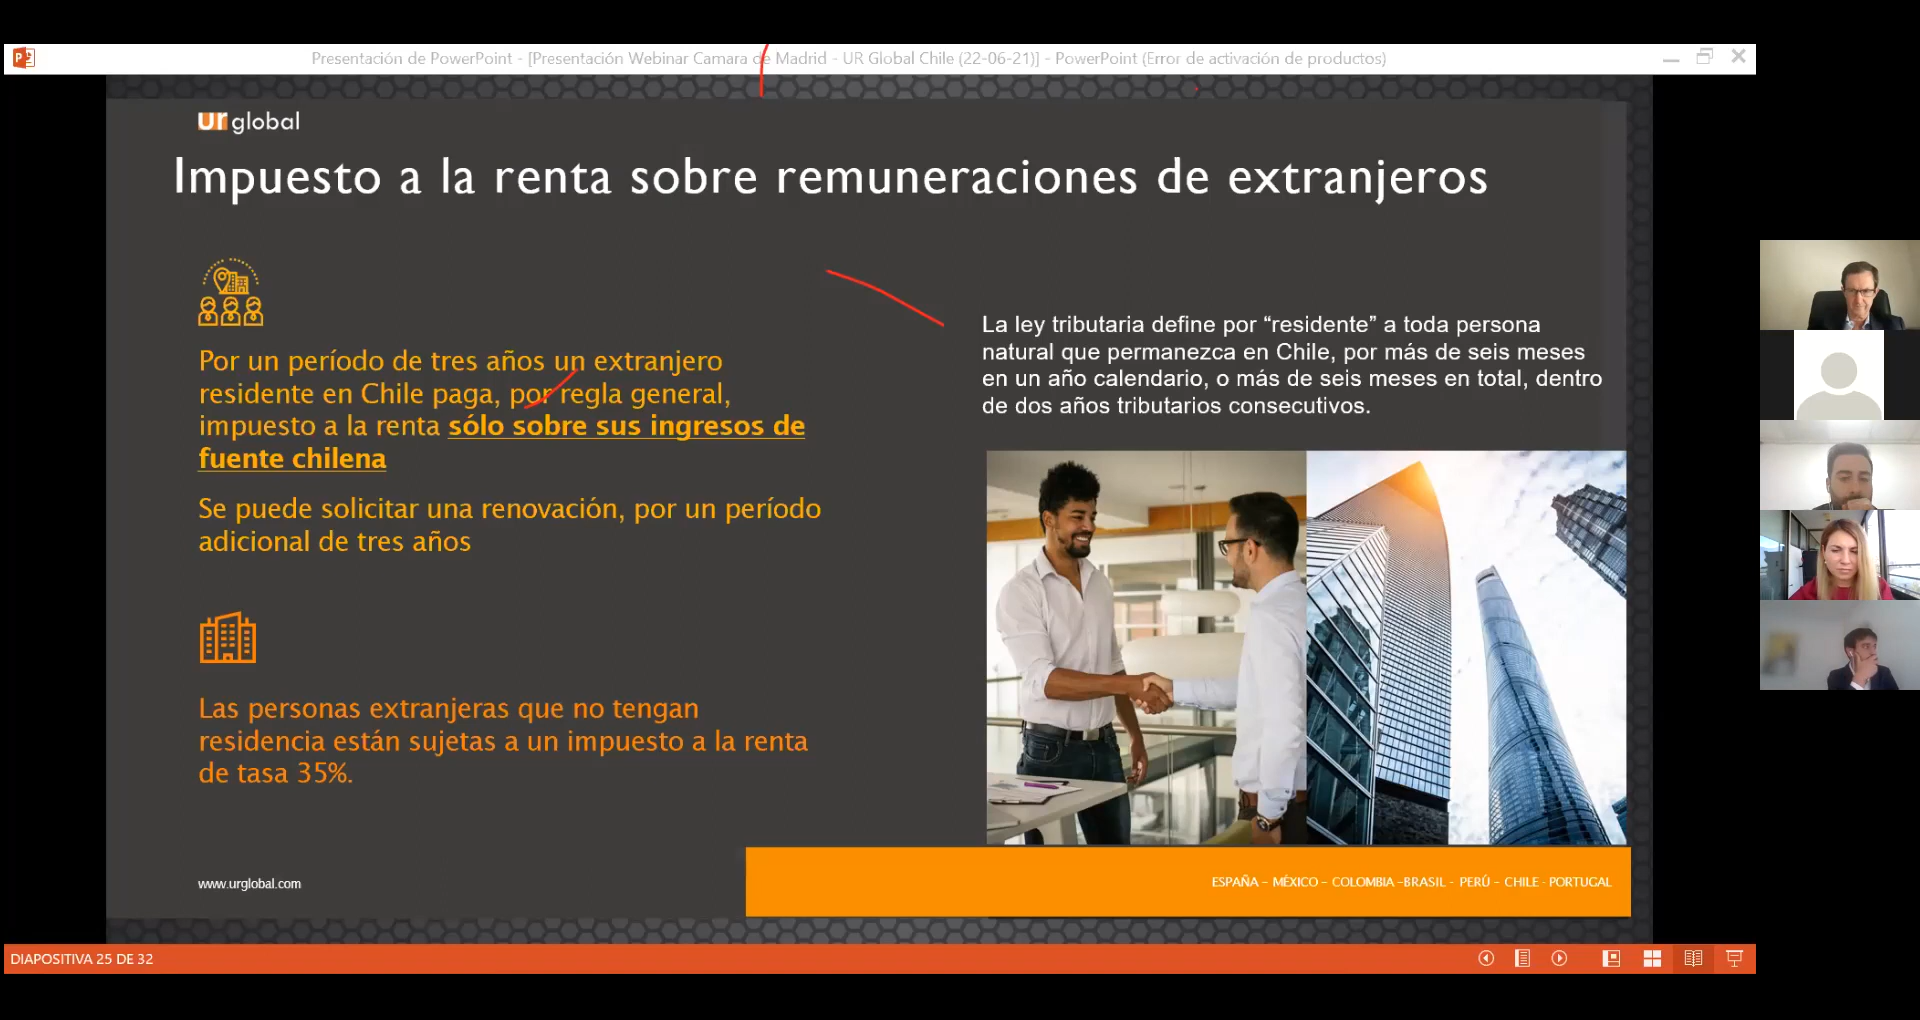 Presentación de PowerPoint - [Presentación Webinar Camara de Madrid - UR Global Chile (22-06-21)] - PowerPoint (Error de activación de productos)
ur global
Impuesto a la renta sobre remuneraciones de extranjeros
Por un período de tres años un extranjero
residente en Chile paga, por regla general,
impuesto a la renta sólo sobre sus ingresos de
fuente chilena
Se puede solicitar una renovación, por un período
adicional de tres años
Las personas extranjeras que no tengan
residencia están sujetas a un impuesto a la renta
de tasa 35%.
La ley tributaria define por “residente” a toda persona
natural que permanezca en Chile, por más de seis meses
en un año calendario, o más de seis meses en total, dentro
de dos años tributarios consecutivos.
www.urglobal.com
ESPAÑA – MÉXICO – COLOMBIA –BRASIL - PERÚ – CHILE - PORTUGAL
DIAPOSITIVA 25 DE 32